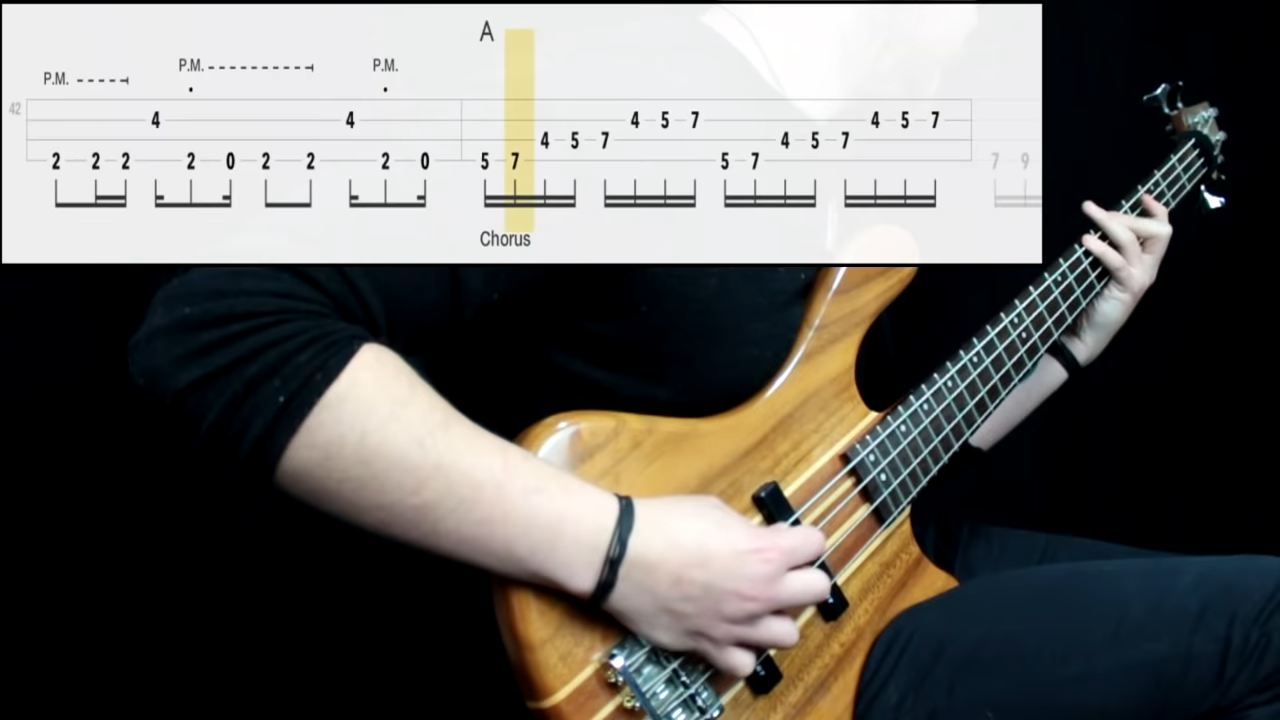 A
P.M. P.M. P.M.
42
4 4 4 5 7 4 5 7
4 5 7 4 5 7
2 2 2 2 0 2 2 2 0 5 7 5 7 7 9
Chorus